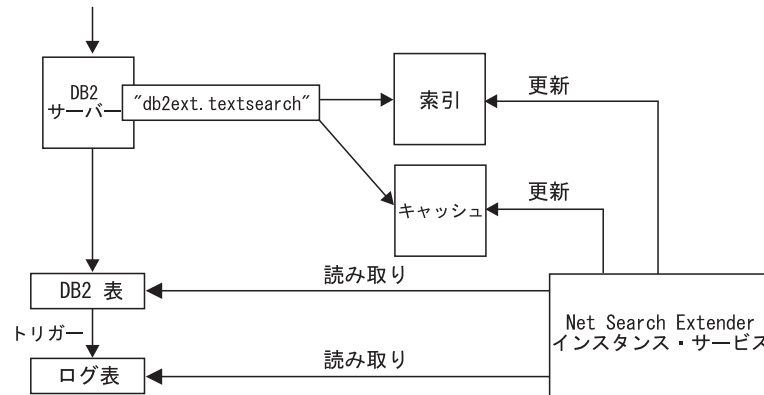 DB2
サーバー
"db2ext.textsearch"
索引
更新
キャッシュ
更新
DB2 表
読み取り
トリガー
ログ表
読み取り
Net Search Extender
インスタンス・サービス